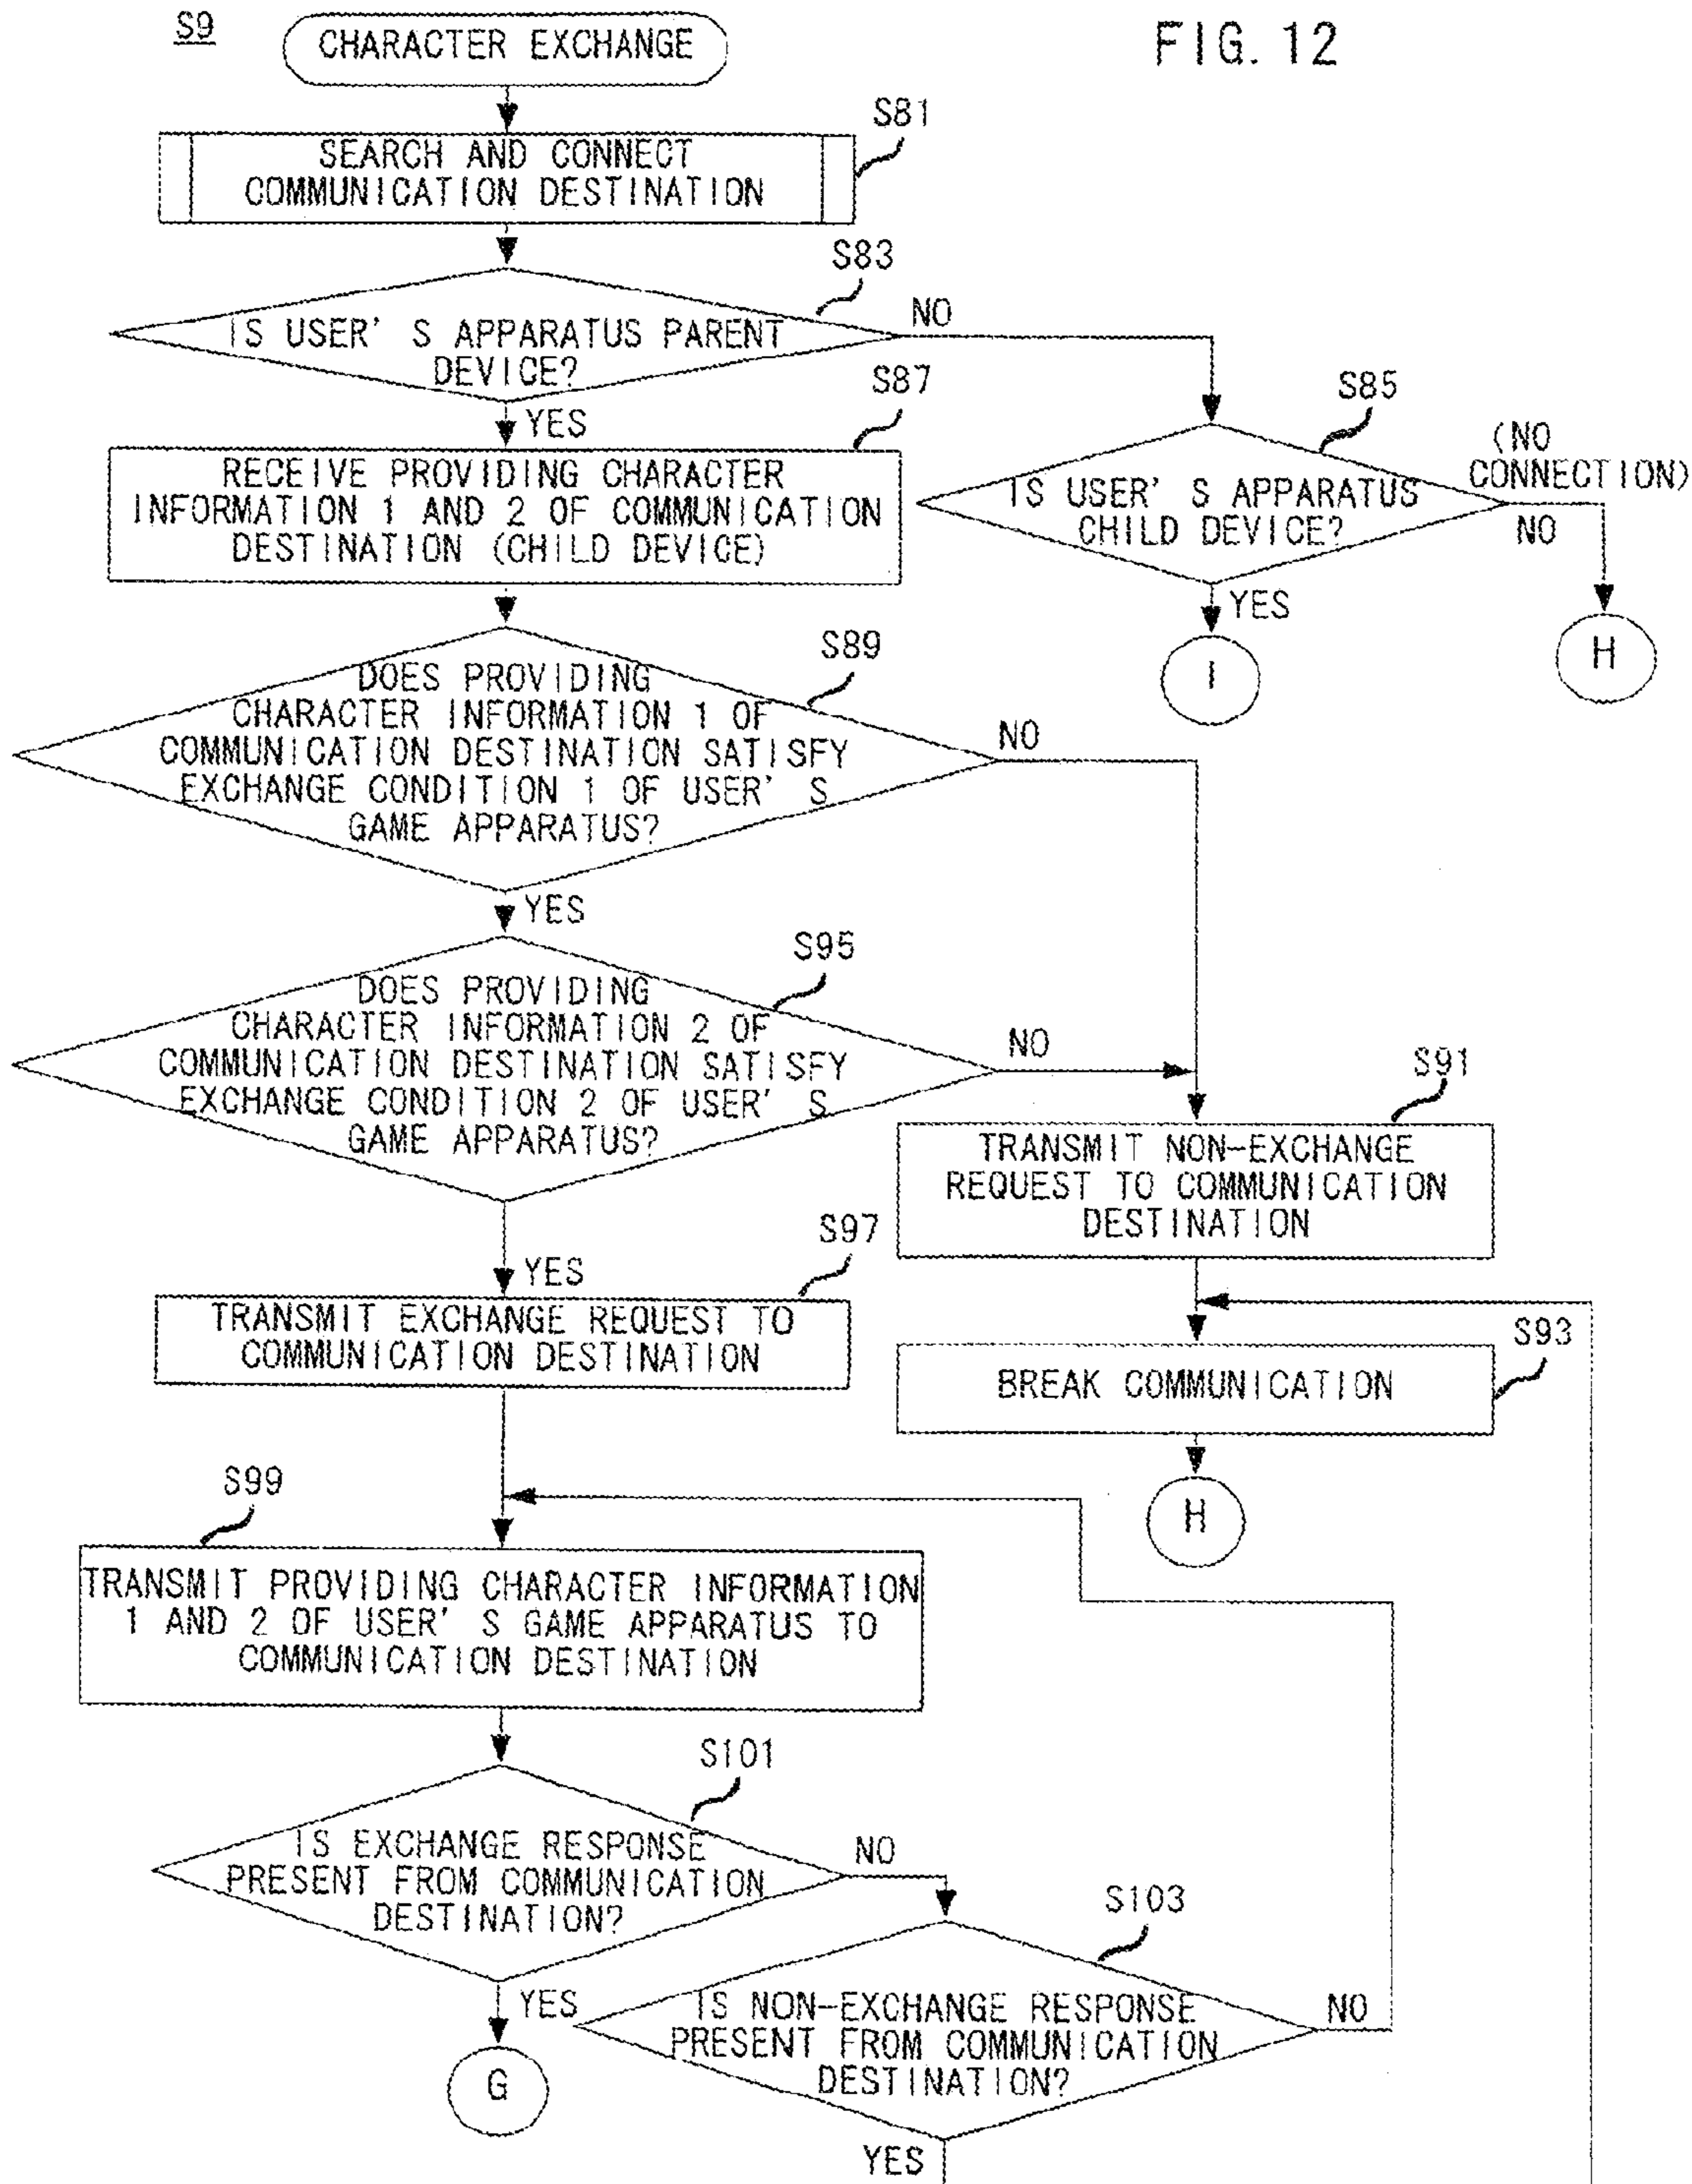 S9
CHARACTER EXCHANGE
FIG. 12
S81
SEARCH AND CONNECT
COMMUNICATION DESTINATION
S83
IS USER'S APPARATUS PARENT
DEVICE?
NO
YES
S87
RECEIVE PROVIDING CHARACTER
INFORMATION 1 AND 2 OF COMMUNICATION
DESTINATION (CHILD DEVICE)
S85
IS USER'S APPARATUS
CHILD DEVICE?
(NO
CONNECTION)
NO
YES
I
H
S89
DOES PROVIDING
CHARACTER INFORMATION 1 OF
COMMUNICATION DESTINATION SATISFY
EXCHANGE CONDITION 1 OF USER'S
GAME APPARATUS?
NO
YES
S95
DOES PROVIDING
CHARACTER INFORMATION 2 OF
COMMUNICATION DESTINATION SATISFY
EXCHANGE CONDITION 2 OF USER'S
GAME APPARATUS?
NO
YES
S91
TRANSMIT NON-EXCHANGE
REQUEST TO COMMUNICATION
DESTINATION
S97
TRANSMIT EXCHANGE REQUEST TO
COMMUNICATION DESTINATION
S93
BREAK COMMUNICATION
H
S99
TRANSMIT PROVIDING CHARACTER INFORMATION
1 AND 2 OF USER'S GAME APPARATUS TO
COMMUNICATION DESTINATION
S101
IS EXCHANGE RESPONSE
PRESENT FROM COMMUNICATION
DESTINATION?
NO
YES
G
S103
IS NON-EXCHANGE RESPONSE
PRESENT FROM COMMUNICATION
DESTINATION?
NO
YES